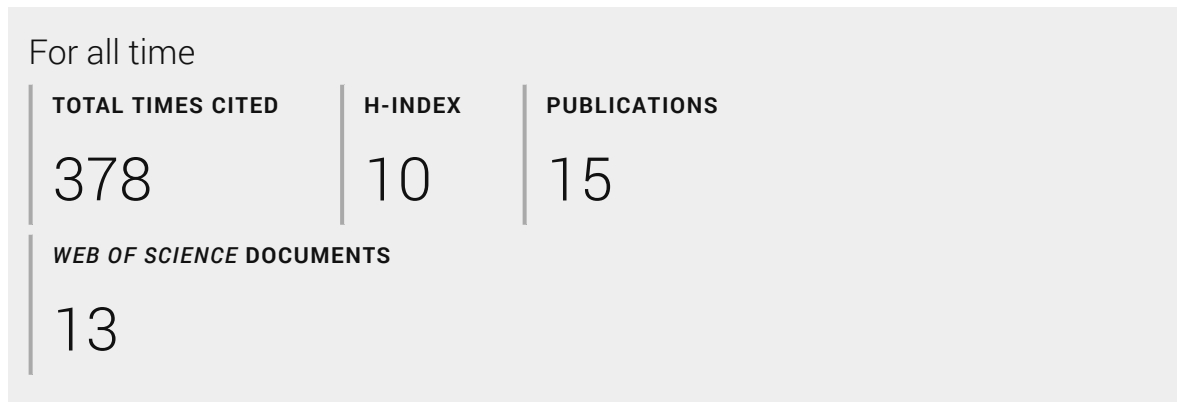 For all time
TOTAL TIMES CITED H-INDEX PUBLICATIONS
378 10 15
WEB OF SCIENCE DOCUMENTS
13